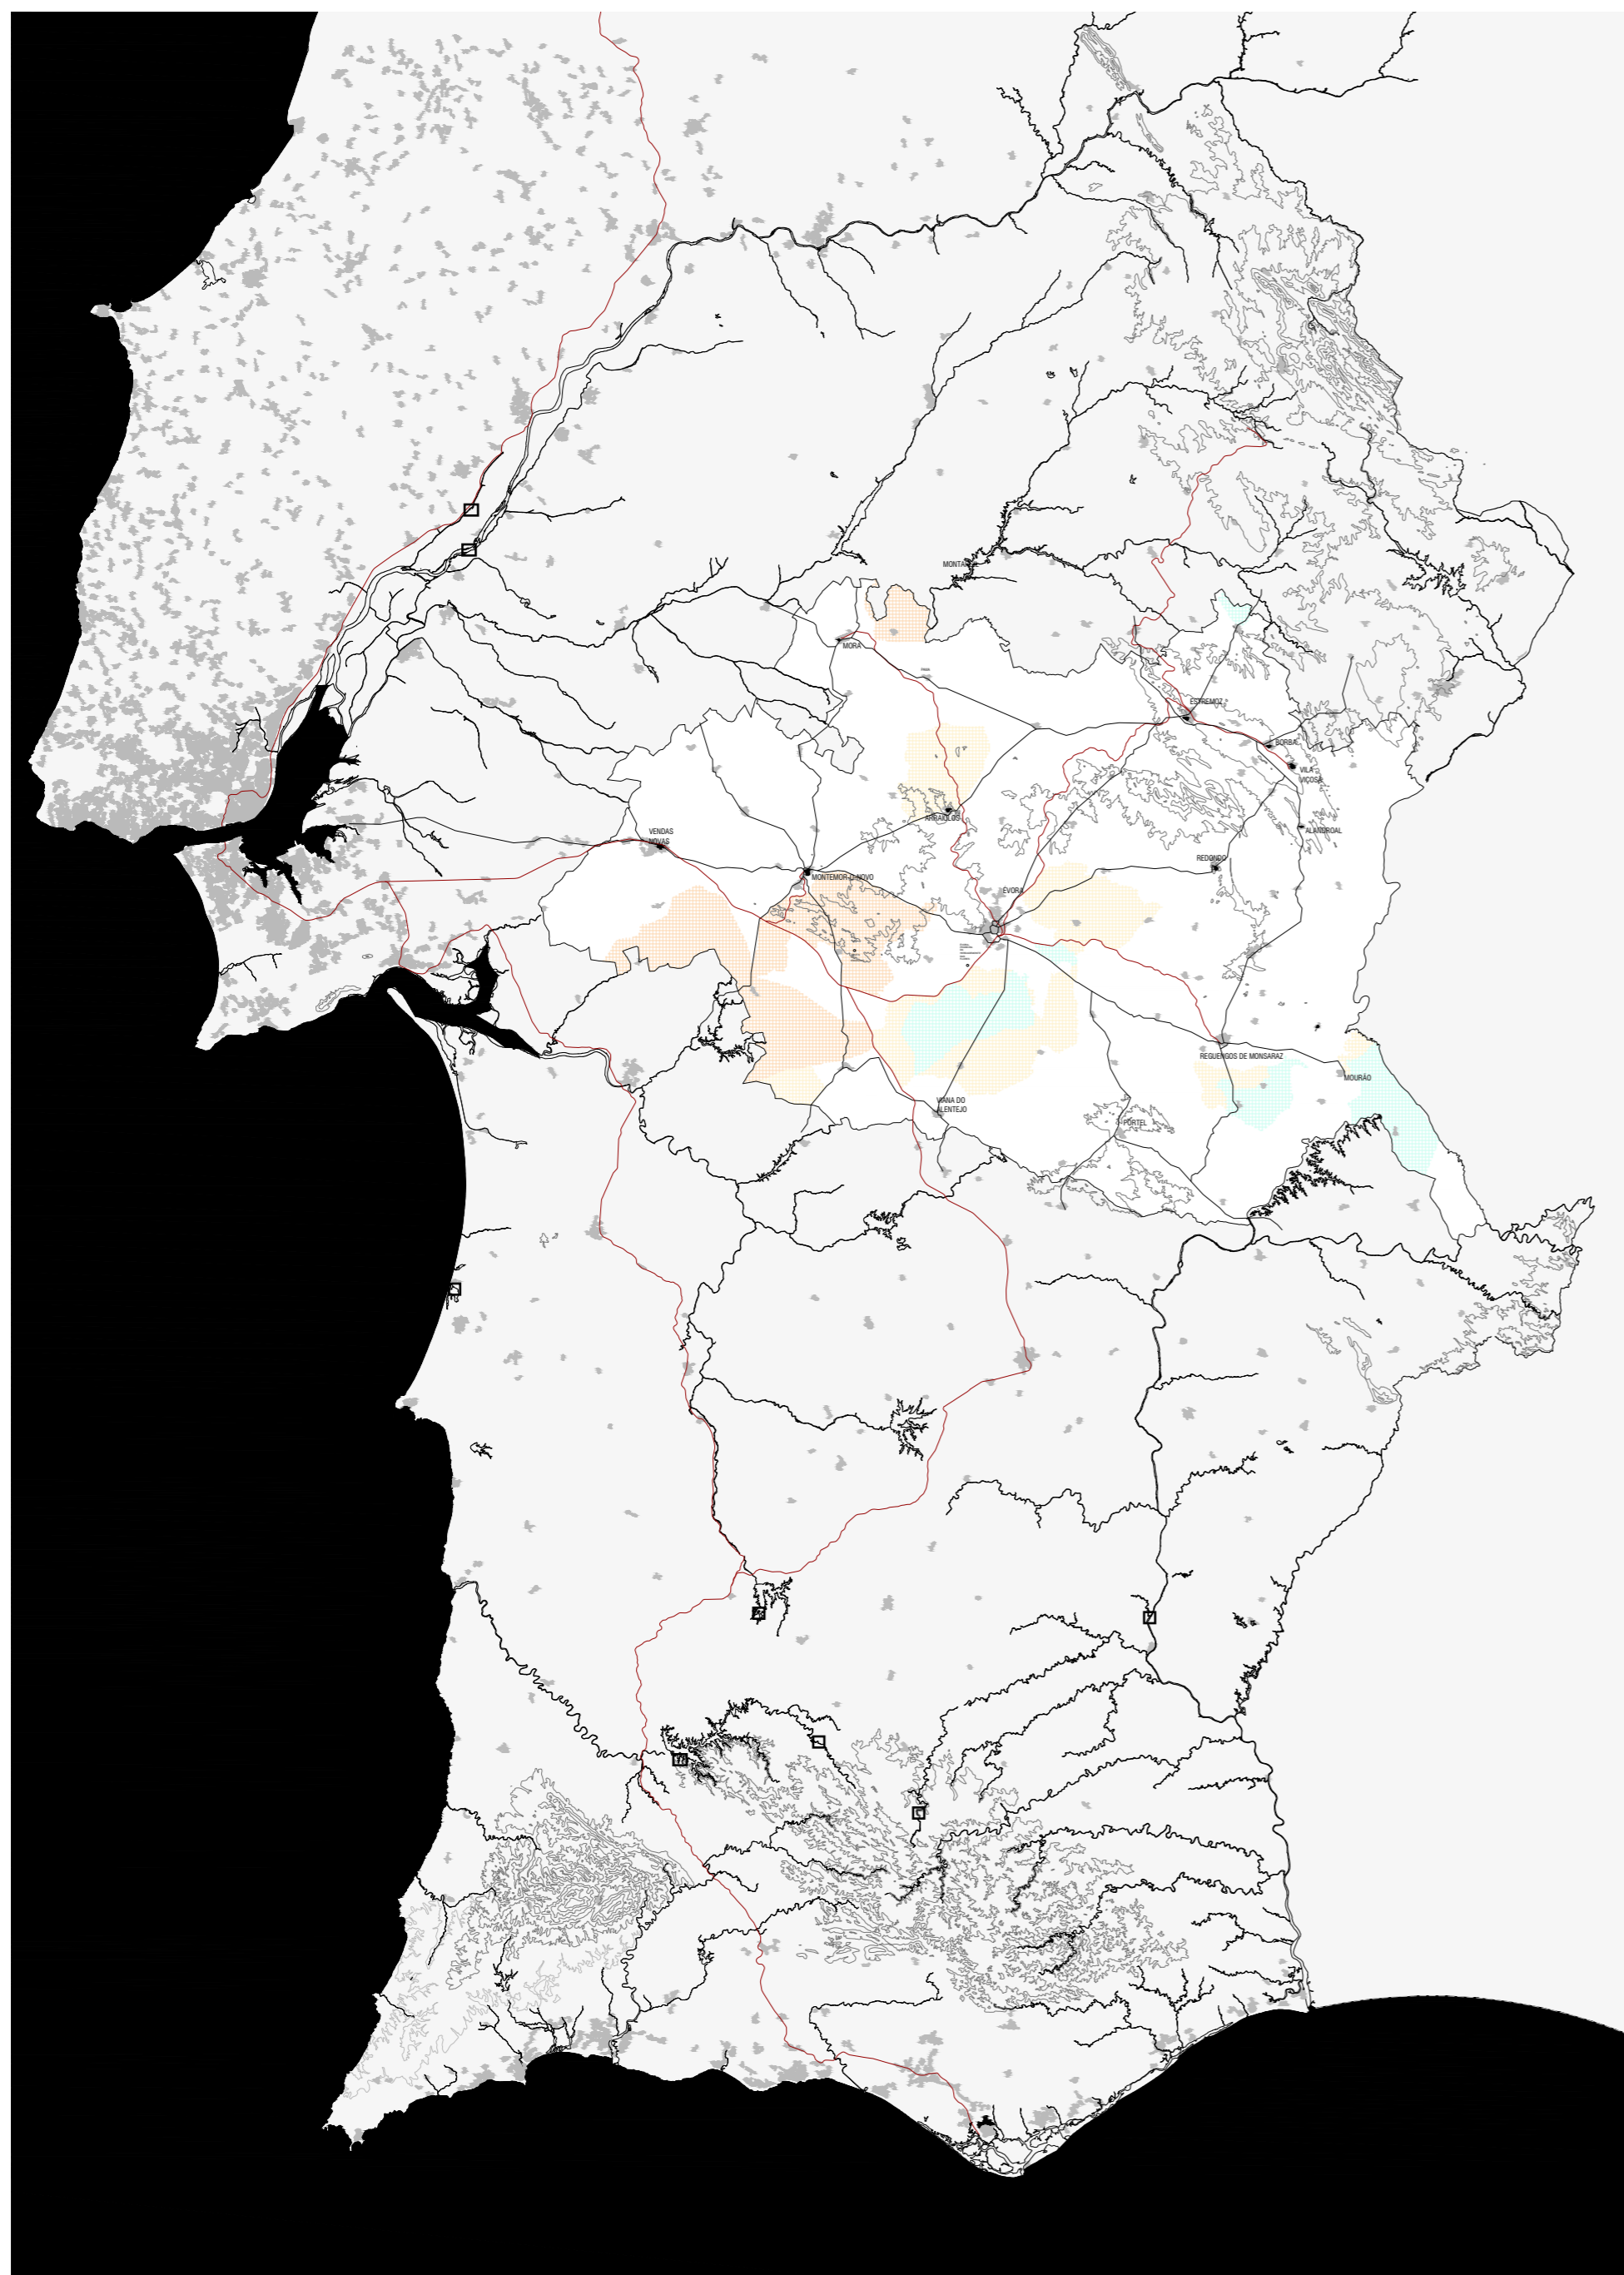 MORA
ESTREMOZ
BORBA
VILA
VIÇOSA
ARRAIOLOS
ALANDROAL
VENDAS
NOVAS
REDONDO
MONTEMOR-O-NOVO
ÉVORA
REGUENGOS DE MONSARAZ
MOURÃO
VIANA DO
ALENTEJO
PORTEL